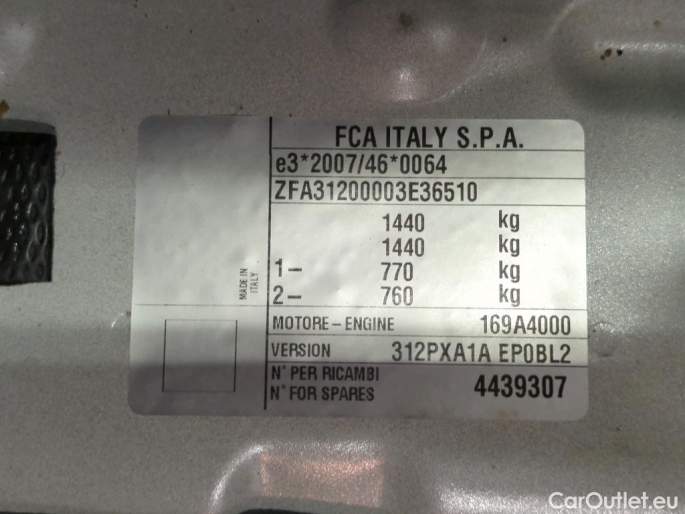 FCA ITALY S.P.A.
e3*2007/46*0064
ZFA31200003E36510
1440 kg
1440 kg
1- 770 kg
2- 760 kg
MADE IN
ITALY
MOTORE - ENGINE 169A4000
VERSION 312PXA1A EP0BL2
N° PER RICAMBI
N° FOR SPARES 4439307
CarOutlet.eu